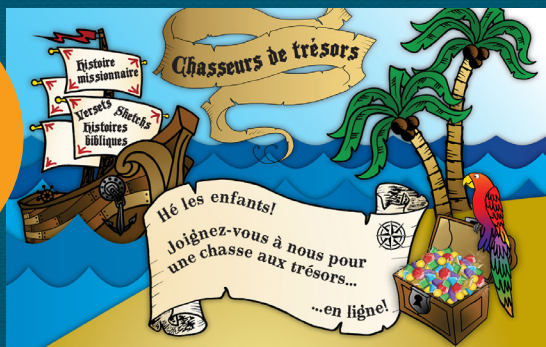 Chasseurs de trésors
Histoire
missionnaire
Versets Sketchs
Histoires
bibliques
Hé les enfants!
Joignez-vous à nous pour
une chasse aux trésors...
...en ligne!